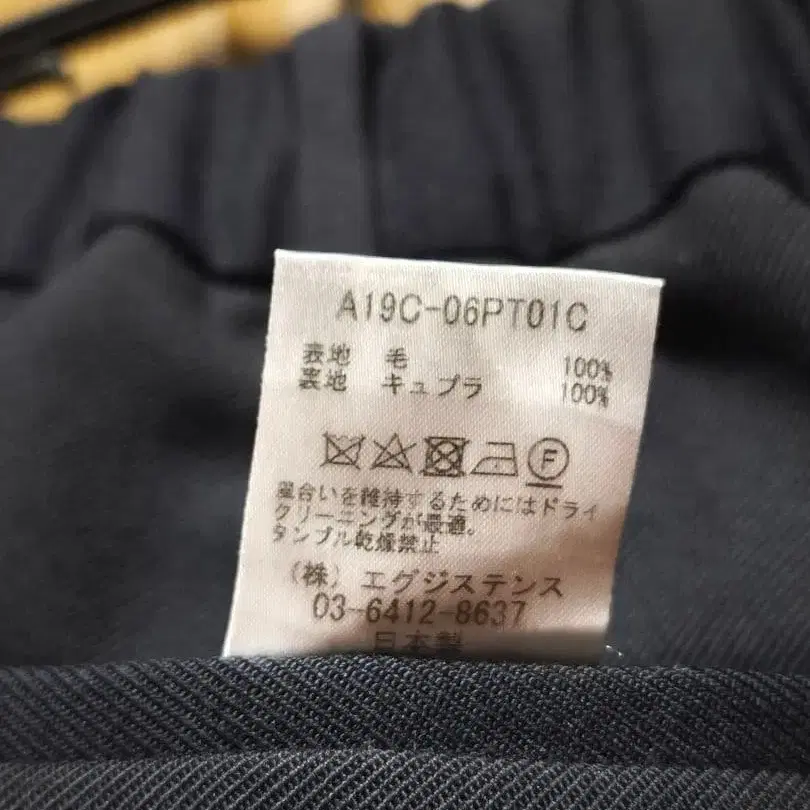 A19C-06PT01C
表地 毛 100%
裏地 キュプラ 100%
F
風合いを維持するためにはドライ
クリーニングが最適。
タンブル乾燥禁止
(株) エグジステンス
03-6412-8637
日本製